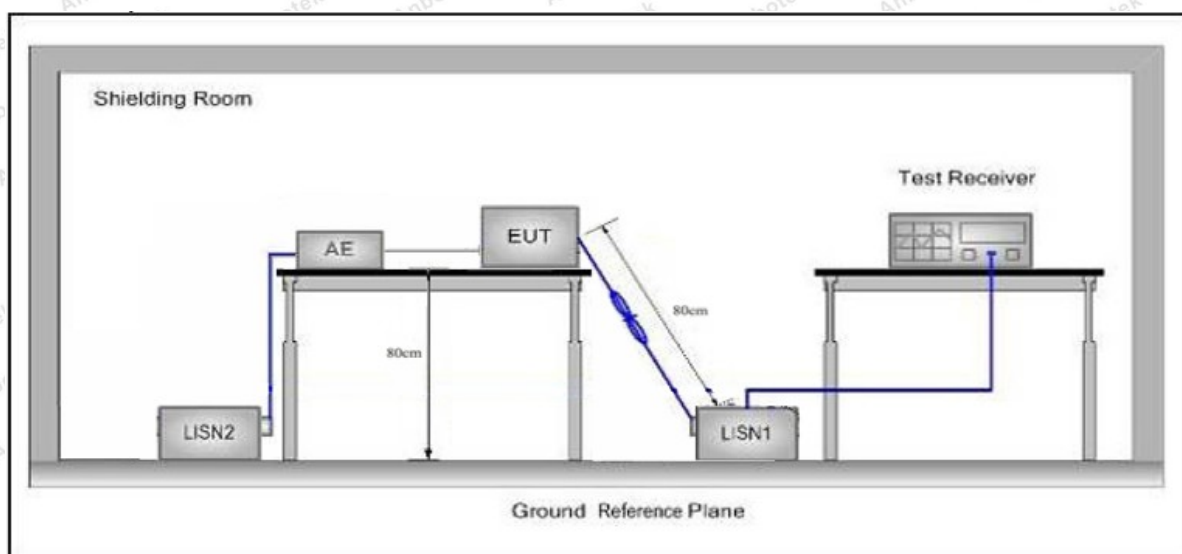 Shielding Room
Test Receiver
AE
EUT
80cm
80cm
LISN2
LISN1
Ground Reference Plane